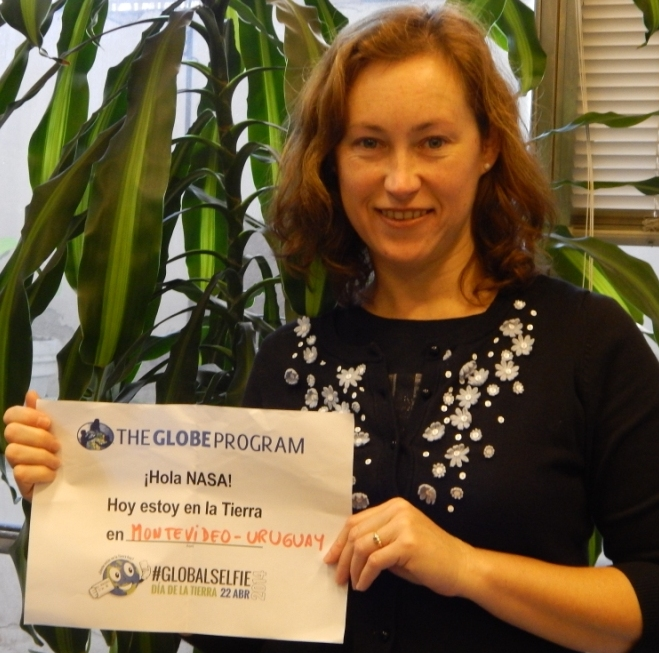 THE GLOBE PROGRAM
¡Hola NASA!
Hoy estoy en la Tierra
en MONTEVIDEO-URUGUAY
#GLOBALSELFIE 2014
DÍA DE LA TIERRA 22 ABR